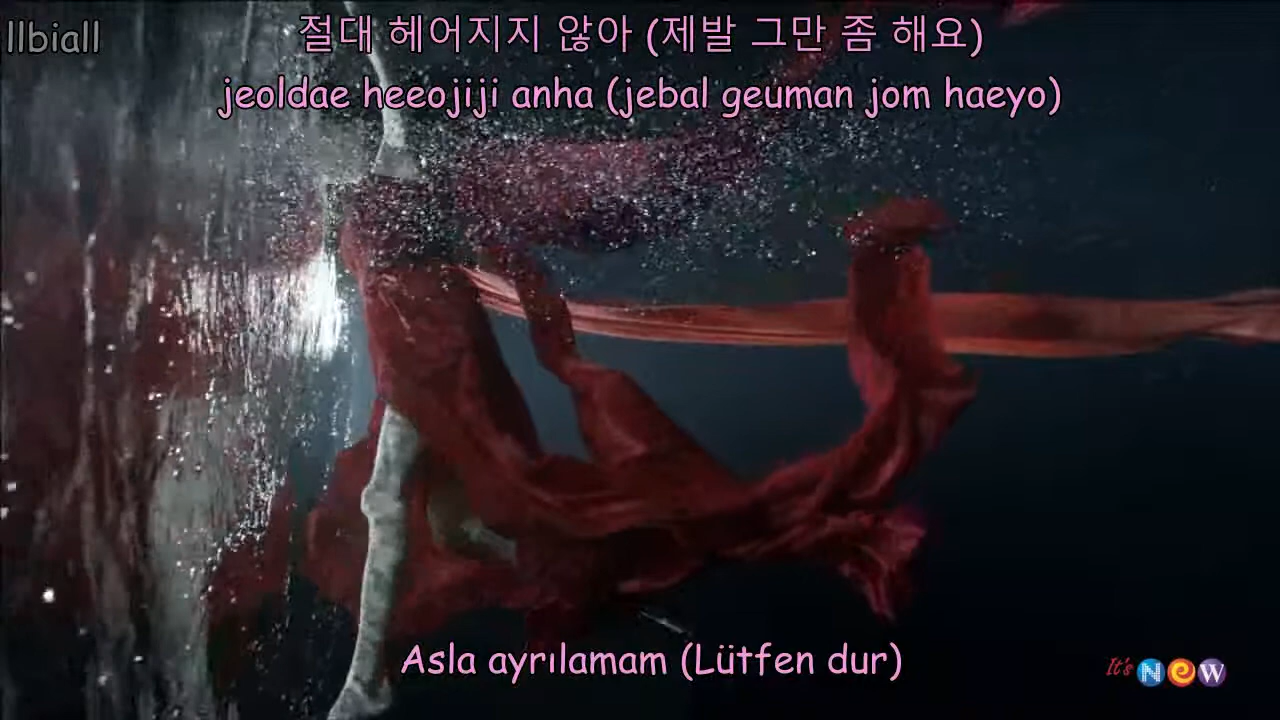 llbiall
절대 헤어지지 않아 (제발 그만 좀 해요)
jeoldae heeojiji anha (jebal geuman jom haeyo)
Asla ayrılamam (Lütfen dur)
It's NeW